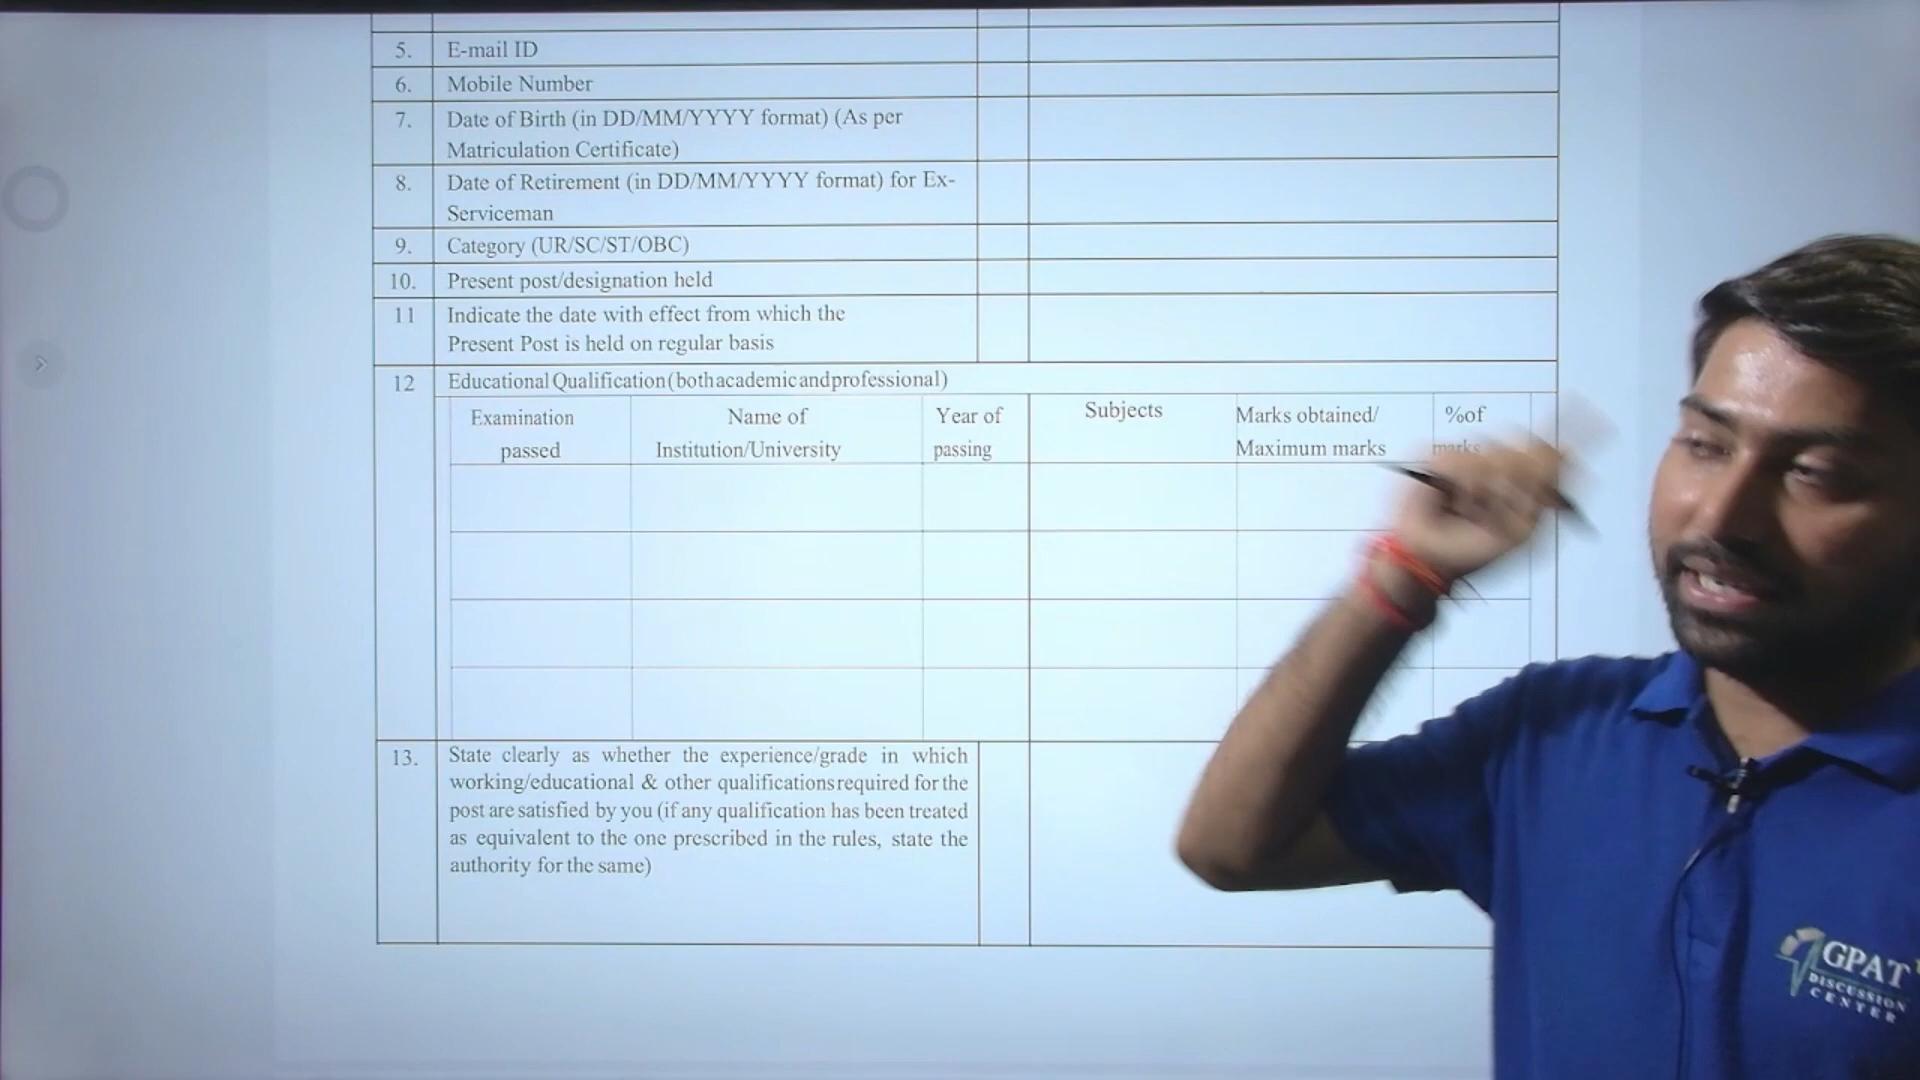 5. E-mail ID
6. Mobile Number
7. Date of Birth (in DD/MM/YYYY format) (As per
Matriculation Certificate)
8. Date of Retirement (in DD/MM/YYYY format) for Ex-
Serviceman
9. Category (UR/SC/ST/OBC)
10. Present post/designation held
11 Indicate the date with effect from which the
Present Post is held on regular basis
12 Educational Qualification (both academic and professional)
Examination Name of Year of Subjects Marks obtained/ %of
passed Institution/University passing Maximum marks marks
13. State clearly as whether the experience/grade in which
working/educational & other qualifications required for the
post are satisfied by you (if any qualification has been treated
as equivalent to the one prescribed in the rules, state the
authority for the same)
GPAT
DISCUSSION
CENTER